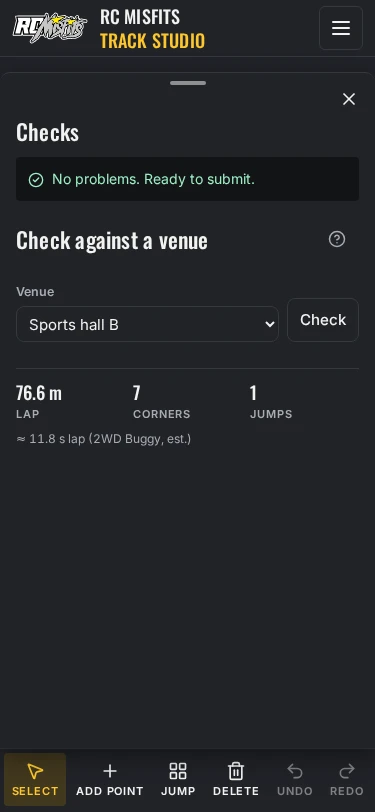 RC Misfits
RC MISFITS
TRACK STUDIO
Checks
No problems. Ready to submit.
Check against a venue
Venue
Sports hall B
Check
76.6 m
LAP
7
CORNERS
1
JUMPS
≈ 11.8 s lap (2WD Buggy, est.)
SELECT
ADD POINT
JUMP
DELETE
UNDO
REDO